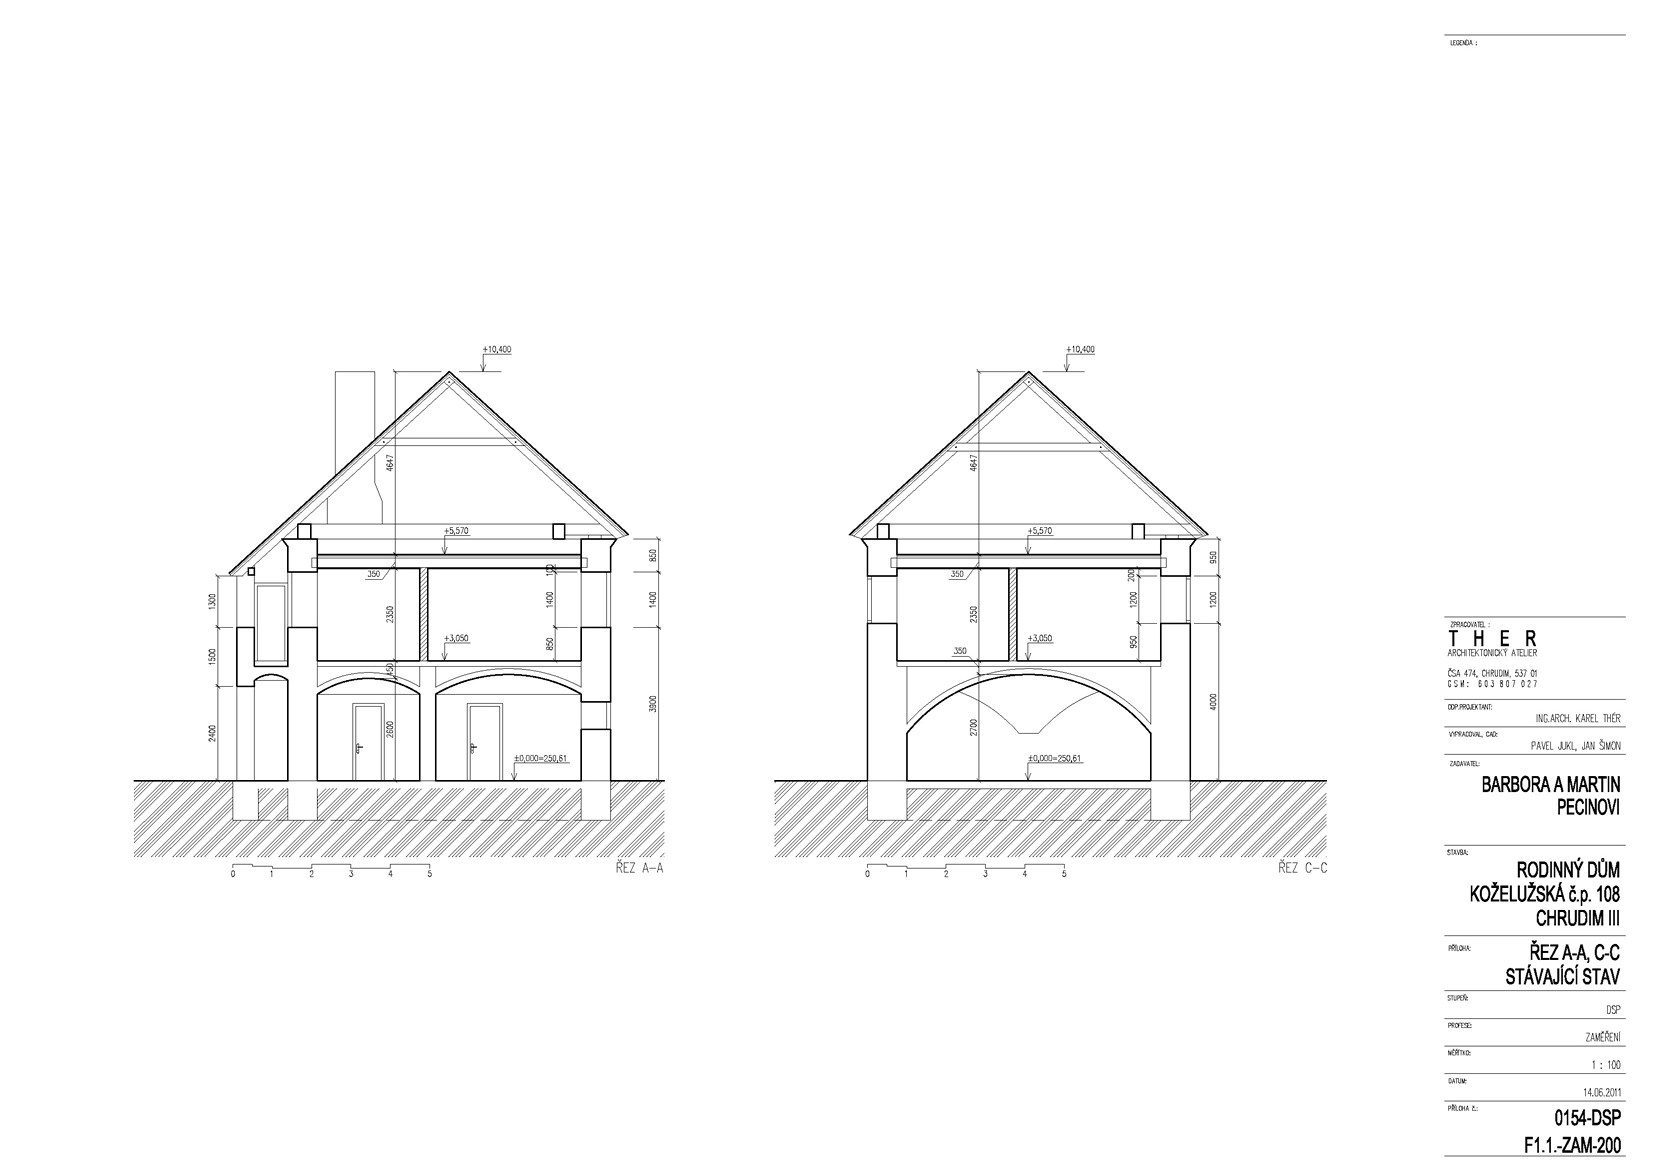 LEGENDA :
+10,400
4647
+5,570
350
850
100
1300
2350
1400
1400
+3,050
850
1500
450
3900
2400
2600
±0,000=250,61
0 1 2 3 4 5
ŘEZ A-A
+10,400
4647
+5,570
350
950
200
2350
1200
1200
+3,050
950
350
2700
4000
±0,000=250,61
0 1 2 3 4 5
ŘEZ C-C
ZPRACOVATEL :
THER
ARCHITEKTONICKÝ ATELIER
ČSA 474, CHRUDIM, 537 01
GSM: 603 807 027
ODP.PROJEKTANT:
ING.ARCH. KAREL THÉR
VYPRACOVAL, CAD:
PAVEL JUKL, JAN ŠIMON
ZADAVATEL:
BARBORA A MARTIN
PECINOVI
STAVBA:
RODINNÝ DŮM
KOŽELUŽSKÁ č.p. 108
CHRUDIM III
PŘÍLOHA:
ŘEZ A-A, C-C
STÁVAJÍCÍ STAV
STUPEŇ:
DSP
PROFESE:
ZAMĚŘENÍ
MĚŘÍTKO:
1 : 100
DATUM:
14.06.2011
PŘÍLOHA č.:
0154-DSP
F1.1.-ZAM-200